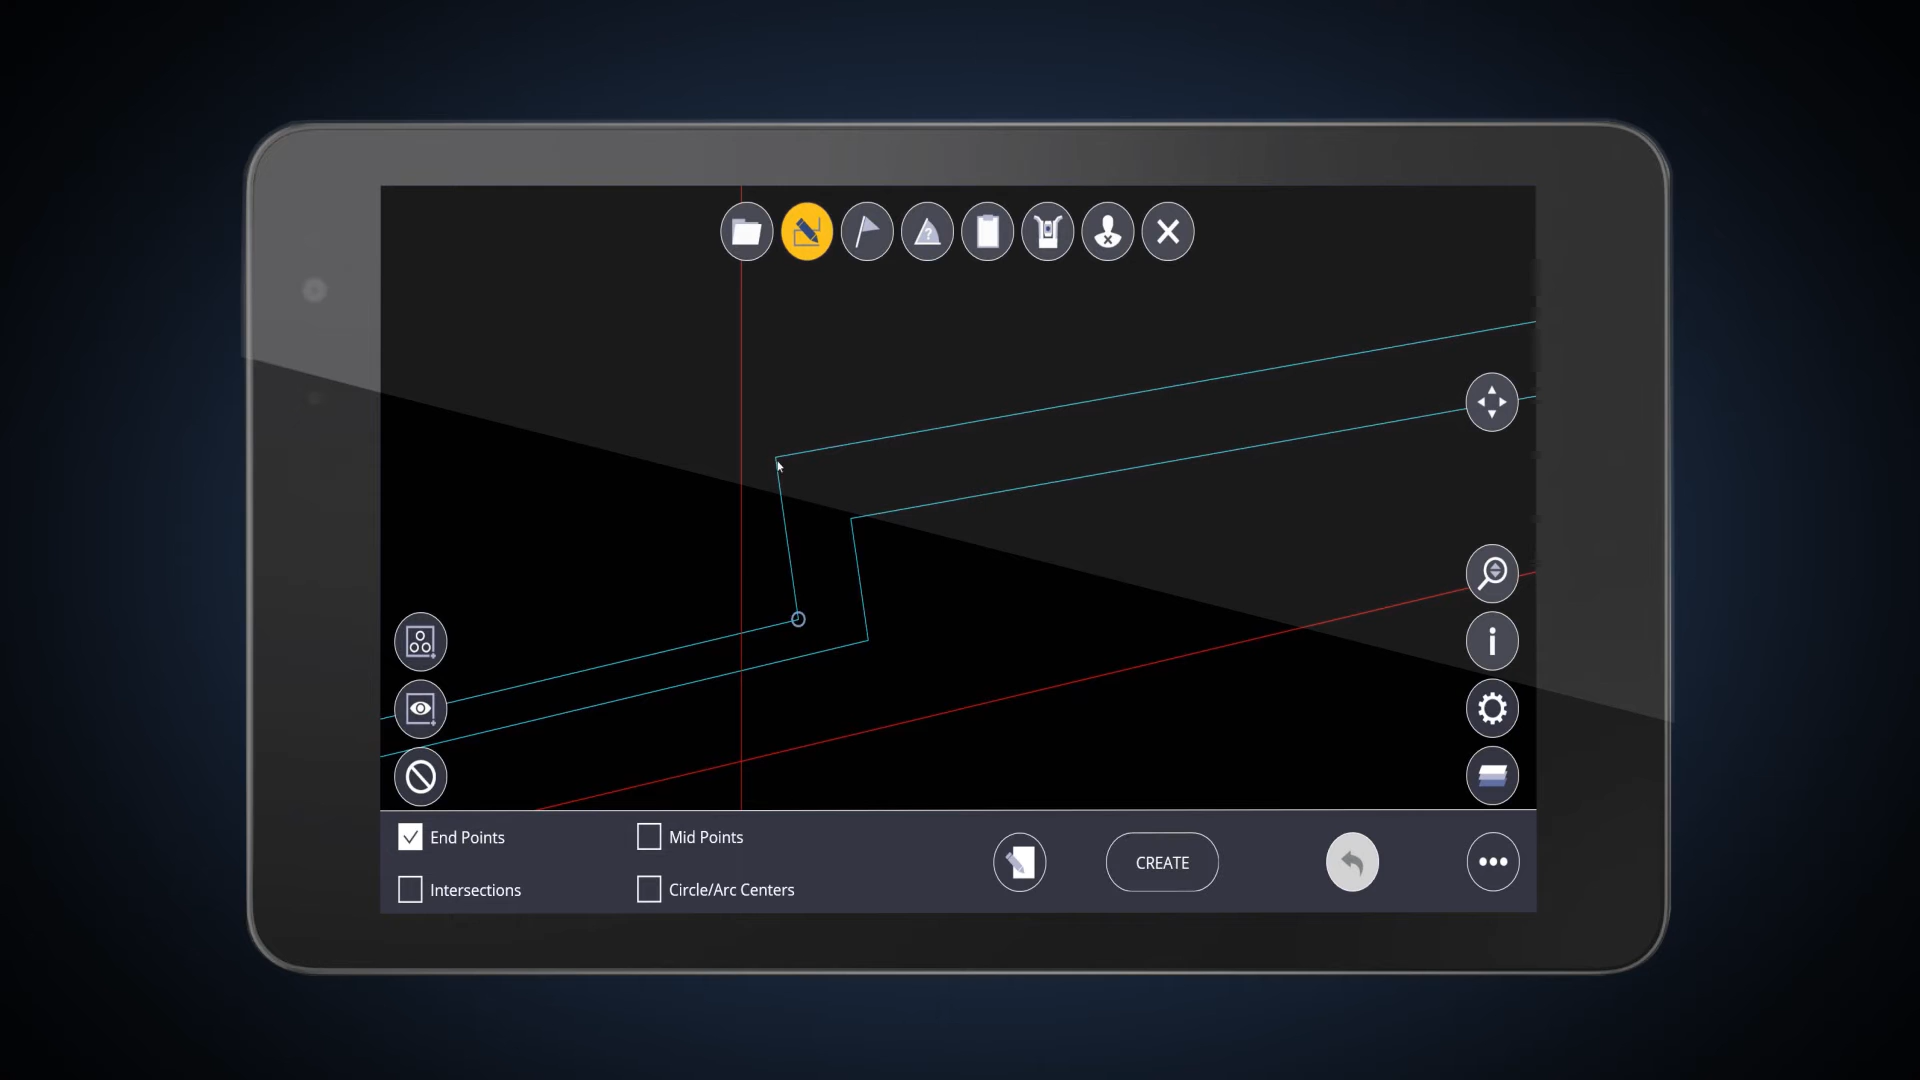 End Points
Mid Points
Intersections
Circle/Arc Centers
CREATE